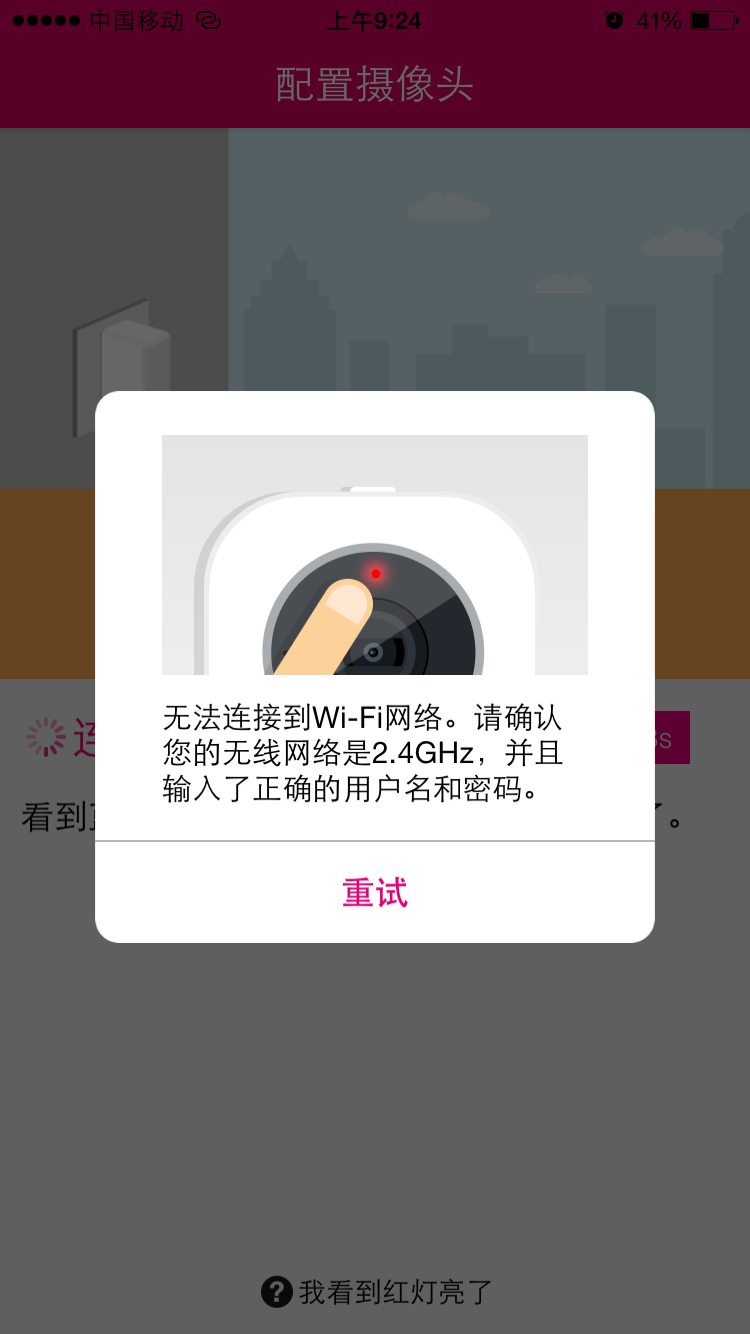 中国移动 上午9:24 41%
配置摄像头
无法连接到Wi-Fi网络。请确认
您的无线网络是2.4GHz，并且
输入了正确的用户名和密码。
连 s
看到 。
重试
? 我看到红灯亮了